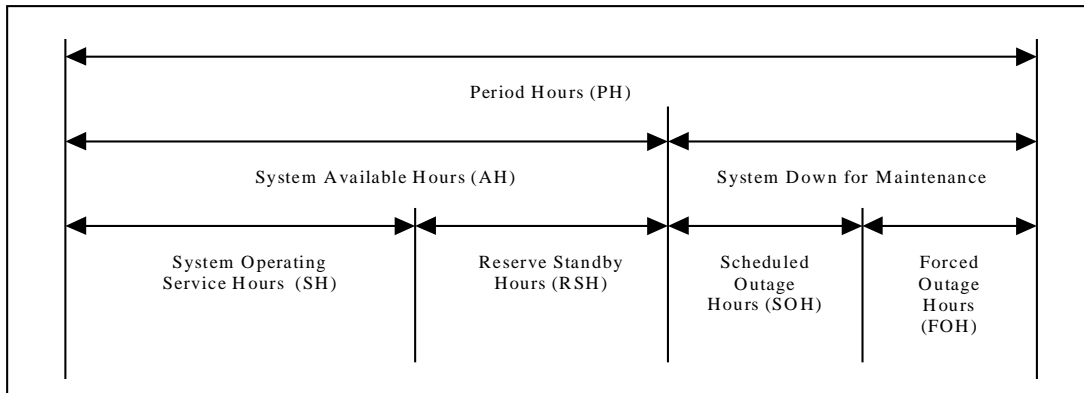 Period Hours (PH)
System Available Hours (AH)
System Down for Maintenance
System Operating
Service Hours (SH)
Reserve Standby
Hours (RSH)
Scheduled
Outage
Hours (SOH)
Forced
Outage
Hours
(FOH)